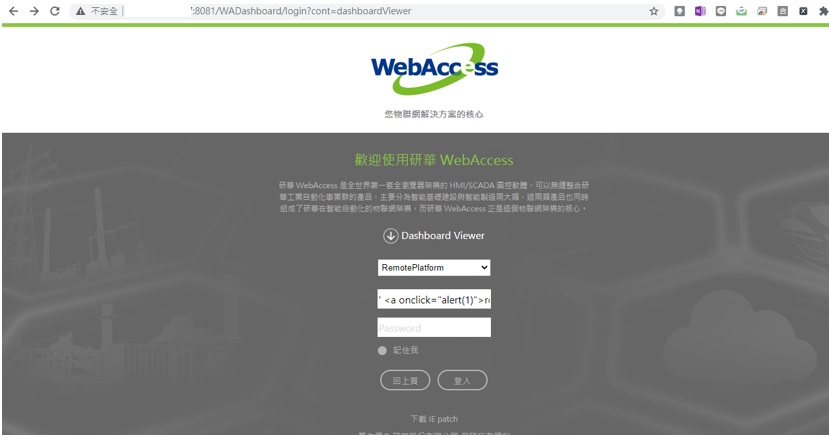 不安全 | ':8081/WADashboard/login?cont=dashboardViewer
WebAccess
您物聯網解決方案的核心
歡迎使用研華 WebAccess
研華 WebAccess 是全世界第一套全瀏覽器架構的 HMI/SCADA 圖控軟體，可以無縫整合研
華工業自動化事業群的產品，主要分為智能基礎建設與智能製造兩大類，這兩類產品也同時
組成了研華在智能自動化的物聯網架構，而研華 WebAccess 正是這個物聯網架構的核心。
Dashboard Viewer
RemotePlatform
' <a onclick="alert(1)">r
Password
記住我
回上頁 登入
下載 IE patch